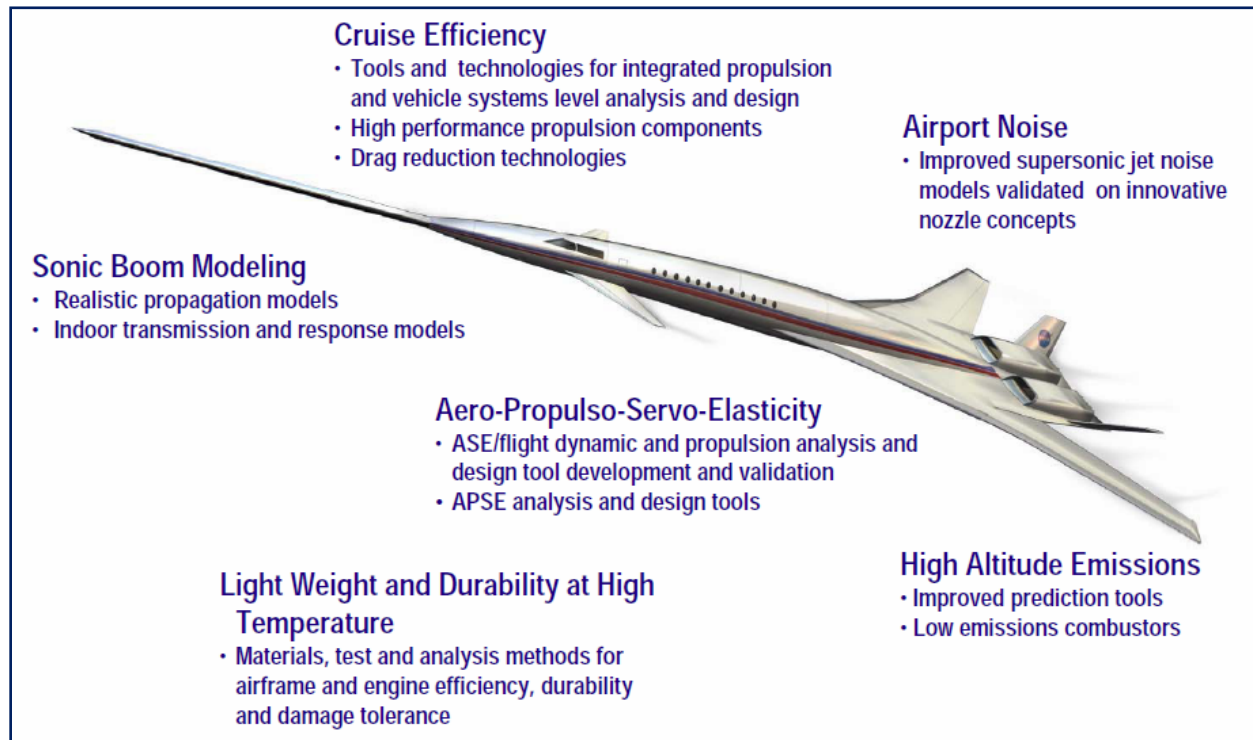 Cruise Efficiency
• Tools and technologies for integrated propulsion
and vehicle systems level analysis and design
• High performance propulsion components
• Drag reduction technologies
Airport Noise
• Improved supersonic jet noise
models validated on innovative
nozzle concepts
Sonic Boom Modeling
• Realistic propagation models
• Indoor transmission and response models
Aero-Propulso-Servo-Elasticity
• ASE/flight dynamic and propulsion analysis and
design tool development and validation
• APSE analysis and design tools
High Altitude Emissions
• Improved prediction tools
• Low emissions combustors
Light Weight and Durability at High
Temperature
• Materials, test and analysis methods for
airframe and engine efficiency, durability
and damage tolerance